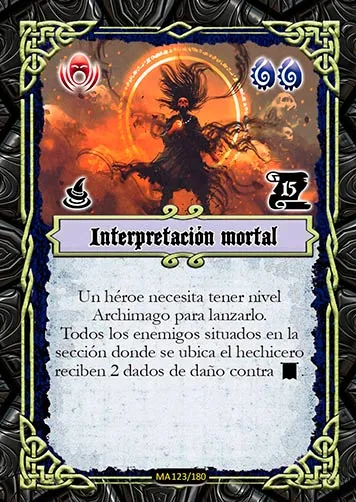 15
Interpretación mortal
Un héroe necesita tener nivel
Archimago para lanzarlo.
Todos los enemigos situados en la
sección donde se ubica el hechicero
reciben 2 dados de daño contra .
MA123/180